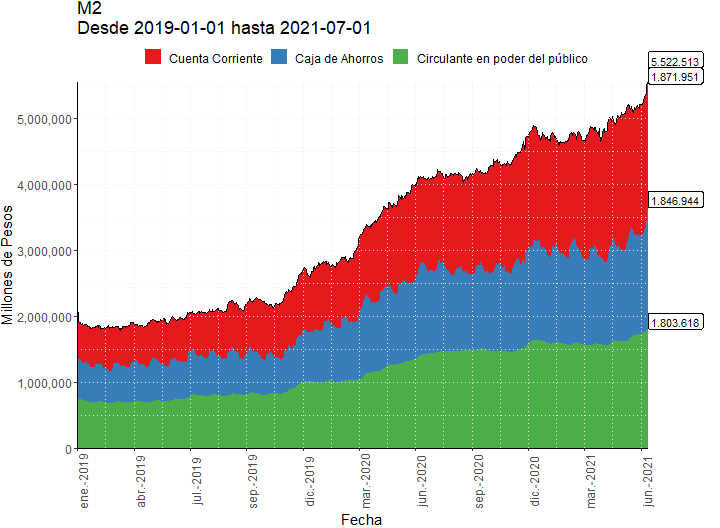 M2
Desde 2019-01-01 hasta 2021-07-01
Cuenta Corriente Caja de Ahorros Circulante en poder del público
5.522.513
1.871.951
1.846.944
1.803.618
Millones de Pesos
5,000,000
4,000,000
3,000,000
2,000,000
1,000,000
0
ene.-2019 abr.-2019 jul.-2019 sep.-2019 dic.-2019 mar.-2020 jun.-2020 sep.-2020 dic.-2020 mar.-2021 jun.-2021
Fecha